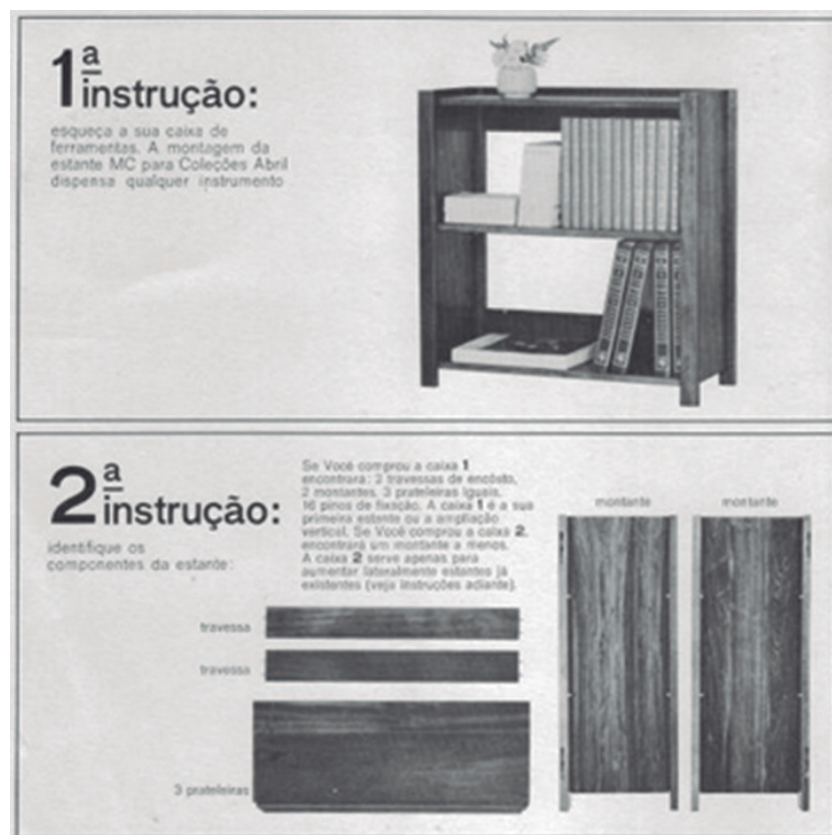 1ª
instrução:
esqueça a sua caixa de
ferramentas. A montagem da
estante MC para Coleções Abril
dispensa qualquer instrumento
2ª
instrução:
identifique os
componentes da estante:
Se Você comprou a caixa 1
encontrará: 2 travessas de encôsto,
2 montantes, 3 prateleiras iguais,
16 pinos de fixação. A caixa 1 é a sua
primeira estante ou a ampliação
vertical. Se Você comprou a caixa 2,
encontrará um montante a menos.
A caixa 2 serve apenas para
aumentar lateralmente estantes já
existentes (veja instruções adiante).
montante
montante
travessa
travessa
3 prateleiras